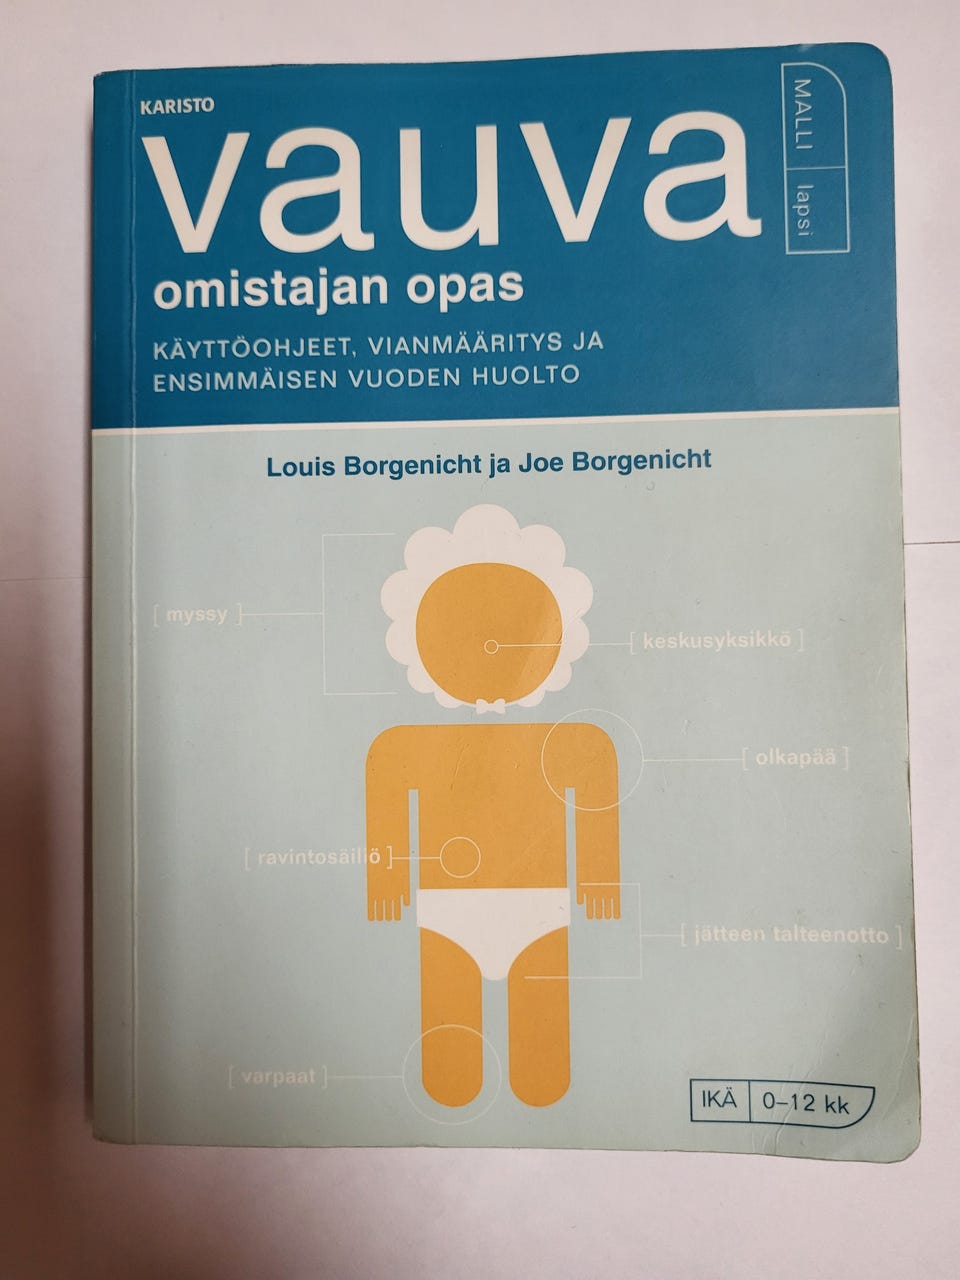 KARISTO
vauva
omistajan opas
KÄYTTÖOHJEET, VIANMÄÄRITYS JA
ENSIMMÄISEN VUODEN HUOLTO
MALLI lapsi
Louis Borgenicht ja Joe Borgenicht
[ myssy ]
[ keskusyksikkö ]
[ olkapää ]
[ ravintosäiliö ]
[ jätteen talteenotto ]
[ varpaat ]
IKÄ 0–12 kk